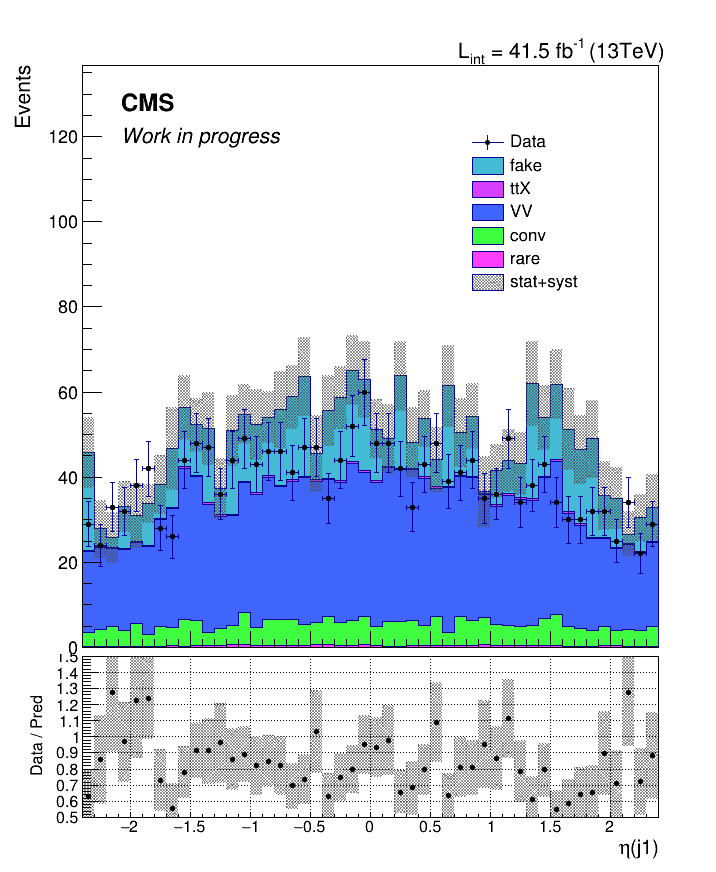 L_int = 41.5 fb^-1 (13TeV)
Events
CMS
Work in progress
Data
fake
ttX
VV
conv
rare
stat+syst
120
100
80
60
40
20
0
Data / Pred
1.5
1.4
1.3
1.2
1.1
1
0.9
0.8
0.7
0.6
0.5
−2 −1.5 −1 −0.5 0 0.5 1 1.5 2
η(j1)